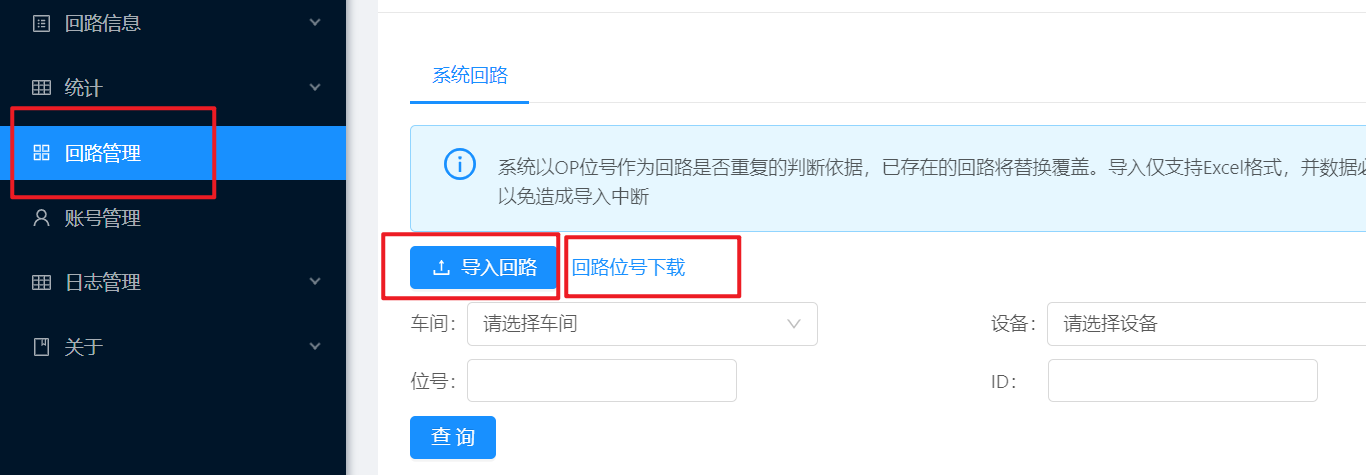 回路信息
统计
回路管理
账号管理
日志管理
关于
系统回路
系统以OP位号作为回路是否重复的判断依据，已存在的回路将替换覆盖。导入仅支持Excel格式，并数据必
以免造成导入中断
导入回路
回路位号下载
车间：
请选择车间
设备：
请选择设备
位号：
ID：
查 询